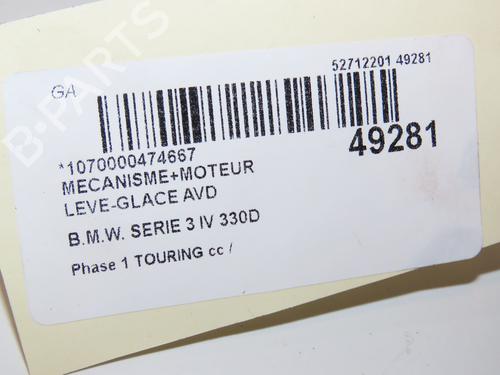 GA
52712201 49281
*1070000474667
49281
MECANISME+MOTEUR
LEVE-GLACE AVD
B.M.W. SERIE 3 IV 330D
Phase 1 TOURING cc /
B-PARTS